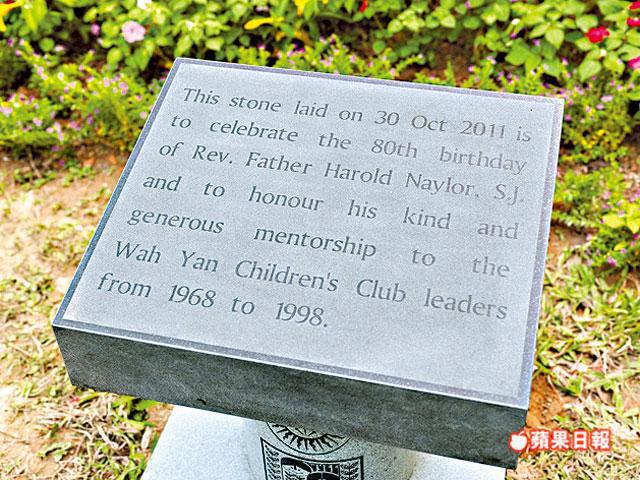 This stone laid on 30 Oct 2011 is
to celebrate the 80th birthday
of Rev. Father Harold Naylor, S.J.
and to honour his kind and
generous mentorship to the
Wah Yan Children's Club leaders
from 1968 to 1998.
蘋果日報